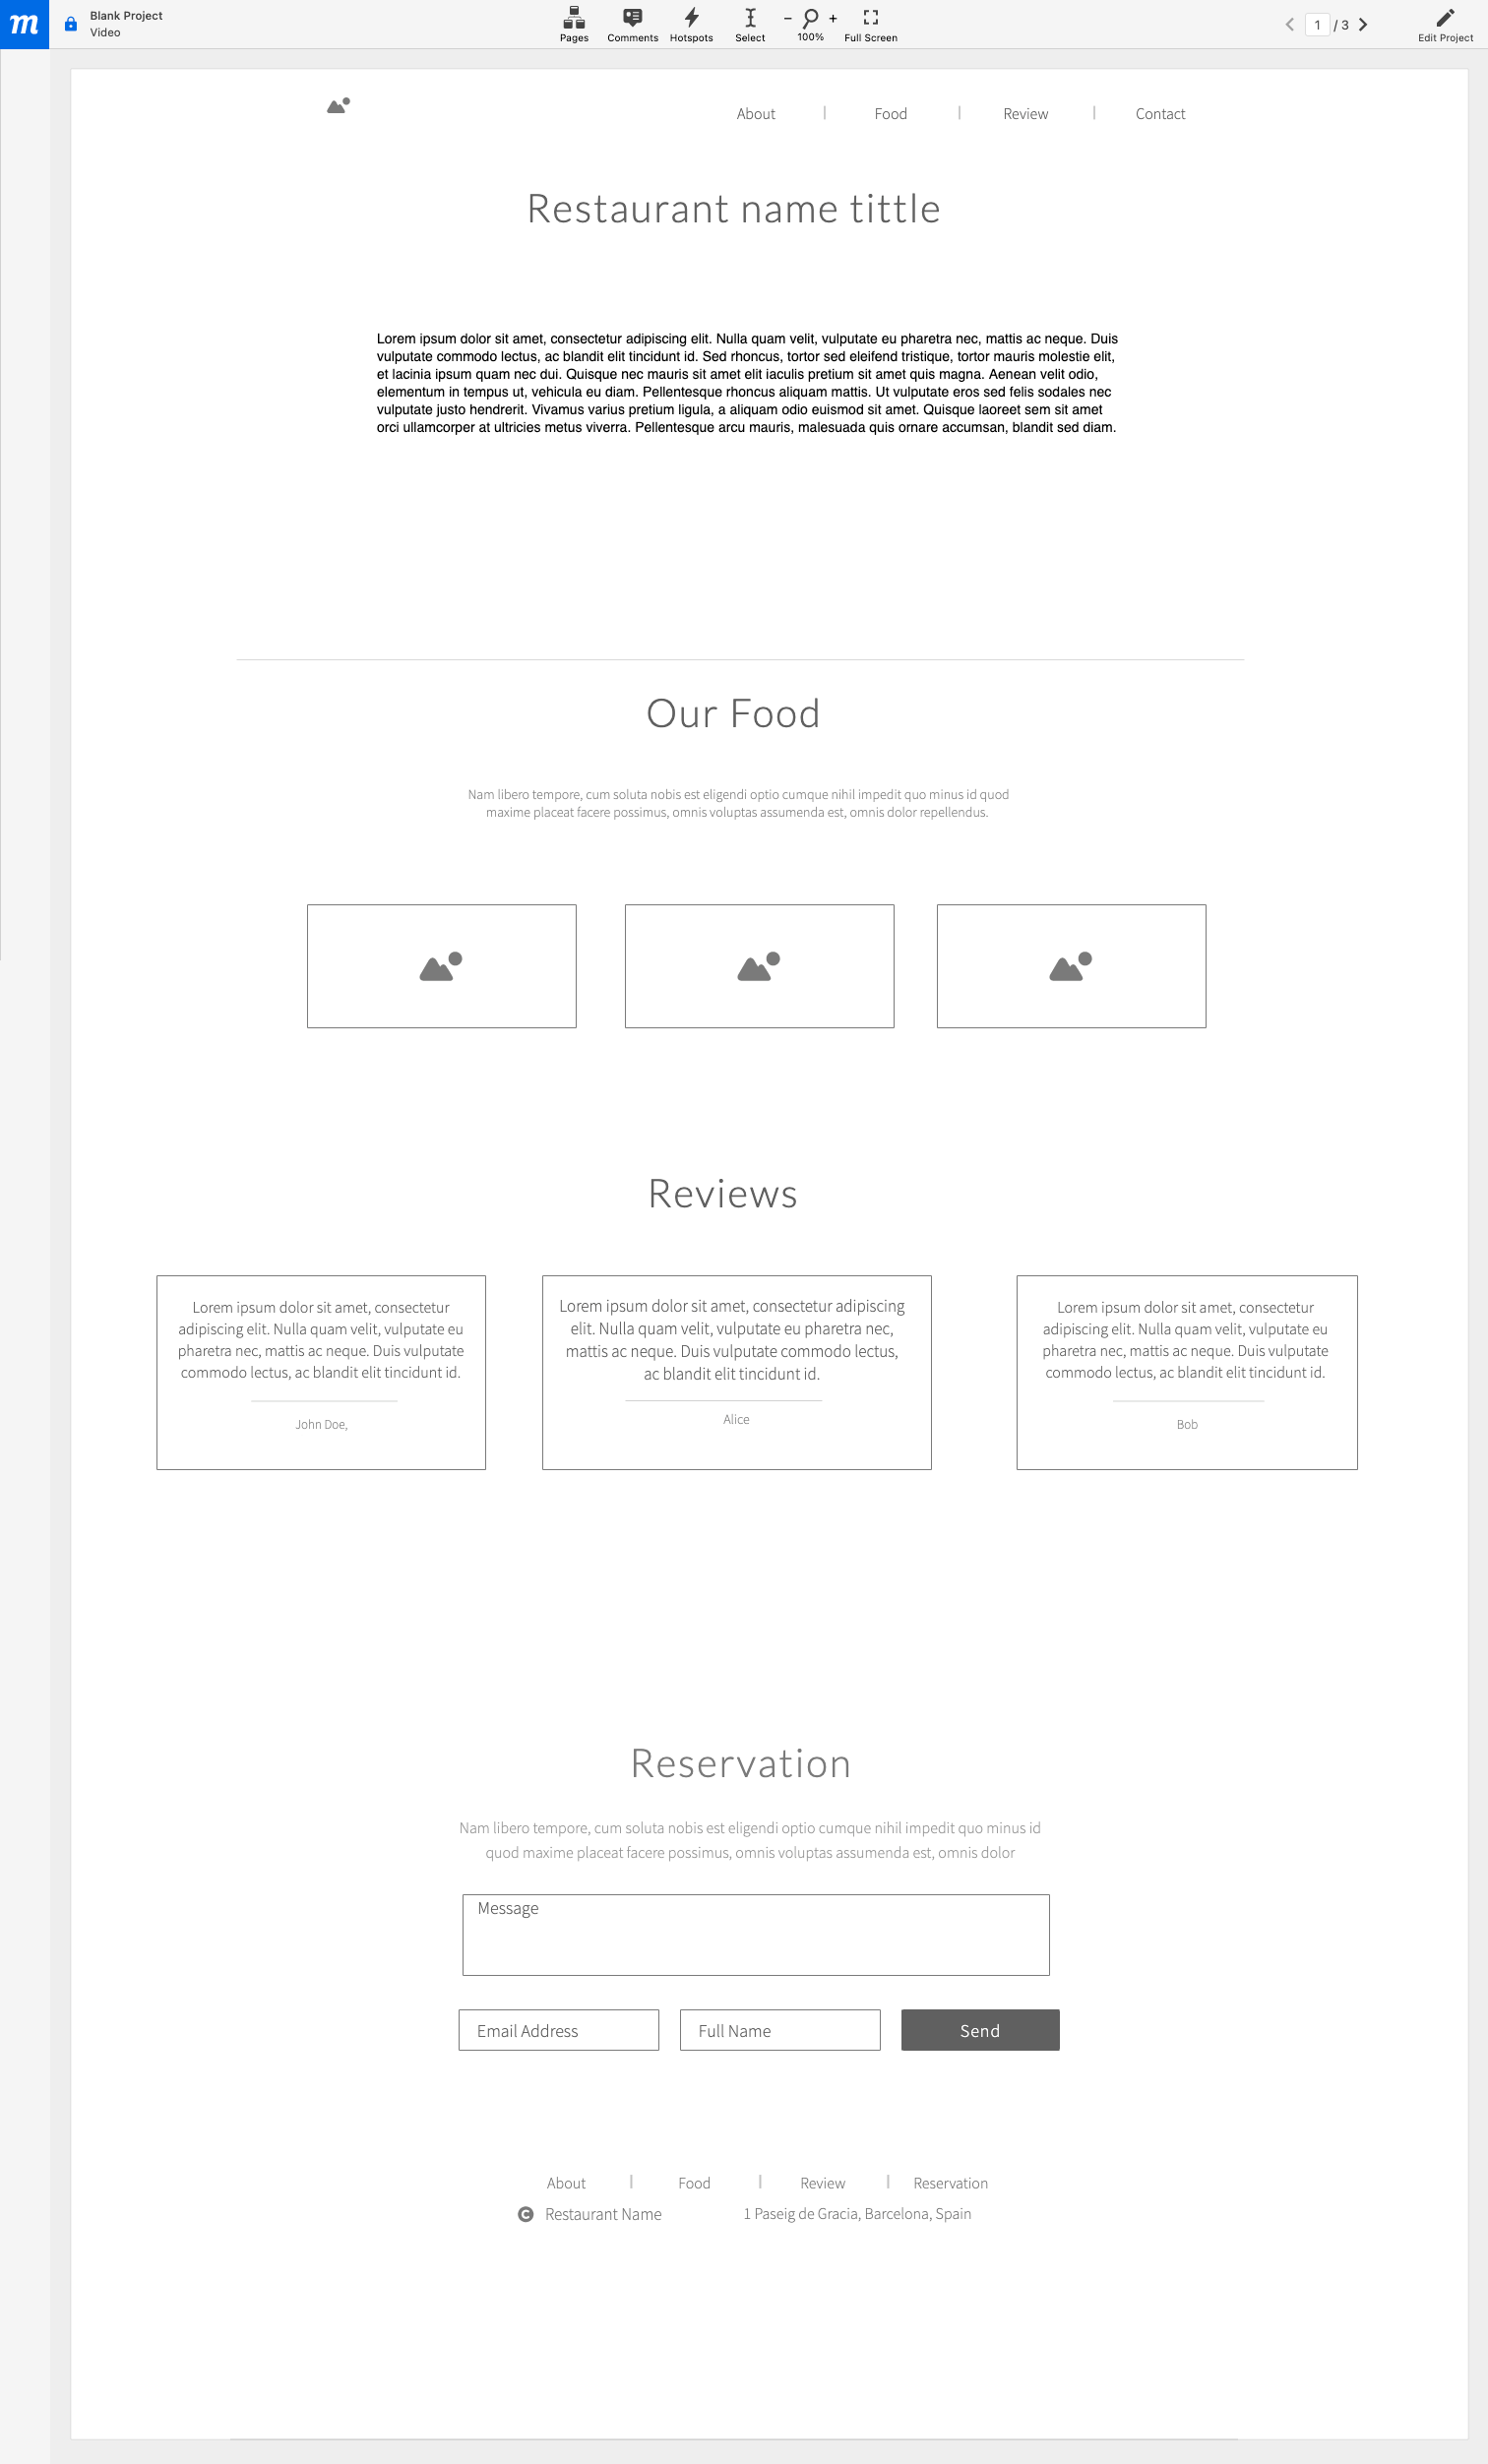 m
Blank Project
Video
Pages
Comments
Hotspots
Select
- 100% +
Full Screen
1 / 3
Edit Project
About | Food | Review | Contact
Restaurant name tittle
Lorem ipsum dolor sit amet, consectetur adipiscing elit. Nulla quam velit, vulputate eu pharetra nec, mattis ac neque. Duis
vulputate commodo lectus, ac blandit elit tincidunt id. Sed rhoncus, tortor sed eleifend tristique, tortor mauris molestie elit,
et lacinia ipsum quam nec dui. Quisque nec mauris sit amet elit iaculis pretium sit amet quis magna. Aenean velit odio,
elementum in tempus ut, vehicula eu diam. Pellentesque rhoncus aliquam mattis. Ut vulputate eros sed felis sodales nec
vulputate justo hendrerit. Vivamus varius pretium ligula, a aliquam odio euismod sit amet. Quisque laoreet sem sit amet
orci ullamcorper at ultricies metus viverra. Pellentesque arcu mauris, malesuada quis ornare accumsan, blandit sed diam.
Our Food
Nam libero tempore, cum soluta nobis est eligendi optio cumque nihil impedit quo minus id quod
maxime placeat facere possimus, omnis voluptas assumenda est, omnis dolor repellendus.
Reviews
Lorem ipsum dolor sit amet, consectetur
adipiscing elit. Nulla quam velit, vulputate eu
pharetra nec, mattis ac neque. Duis vulputate
commodo lectus, ac blandit elit tincidunt id.
John Doe,
Lorem ipsum dolor sit amet, consectetur adipiscing
elit. Nulla quam velit, vulputate eu pharetra nec,
mattis ac neque. Duis vulputate commodo lectus,
ac blandit elit tincidunt id.
Alice
Lorem ipsum dolor sit amet, consectetur
adipiscing elit. Nulla quam velit, vulputate eu
pharetra nec, mattis ac neque. Duis vulputate
commodo lectus, ac blandit elit tincidunt id.
Bob
Reservation
Nam libero tempore, cum soluta nobis est eligendi optio cumque nihil impedit quo minus id
quod maxime placeat facere possimus, omnis voluptas assumenda est, omnis dolor
Message
Email Address
Full Name
Send
About | Food | Review | Reservation
© Restaurant Name
1 Paseig de Gracia, Barcelona, Spain